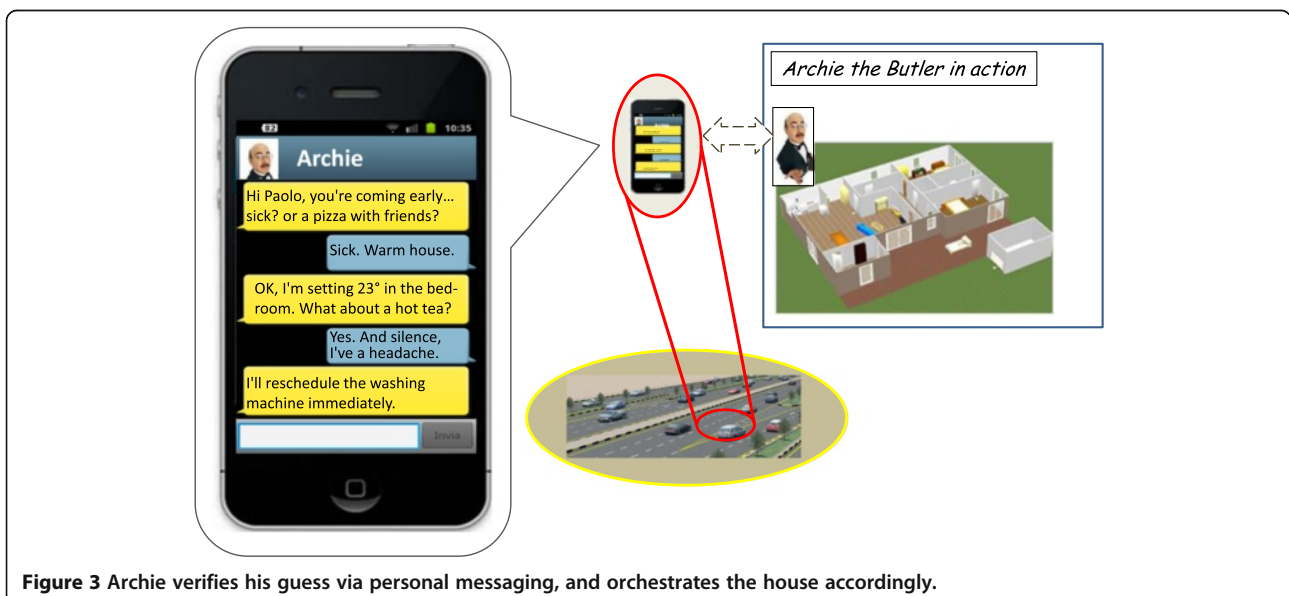 82 10:35
Archie
Hi Paolo, you're coming early...
sick? or a pizza with friends?
Sick. Warm house.
OK, I'm setting 23° in the bed-
room. What about a hot tea?
Yes. And silence,
I've a headache.
I'll reschedule the washing
machine immediately.
Invia
Archie the Butler in action
Figure 3 Archie verifies his guess via personal messaging, and orchestrates the house accordingly.